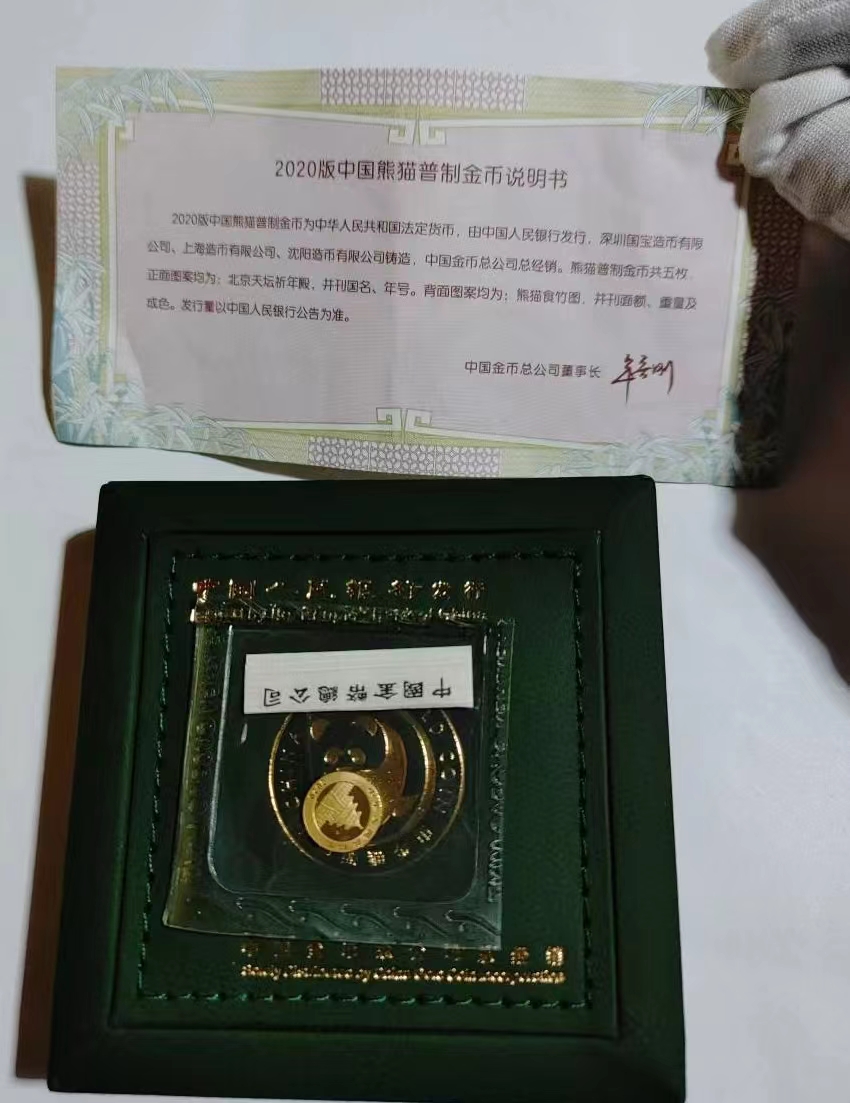 2020版中国熊猫普制金币说明书
2020版中国熊猫普制金币为中华人民共和国法定货币，由中国人民银行发行，深圳国宝造币有限
公司、上海造币有限公司、沈阳造币有限公司铸造，中国金币总公司总经销。熊猫普制金币共五枚，
正面图案均为：北京天坛祈年殿，并刊国名、年号。背面图案均为：熊猫食竹图，并刊面额、重量及
成色。发行量以中国人民银行公告为准。
中国金币总公司董事长
中国人民银行发行
中國金幣總公司
CHINA COIN